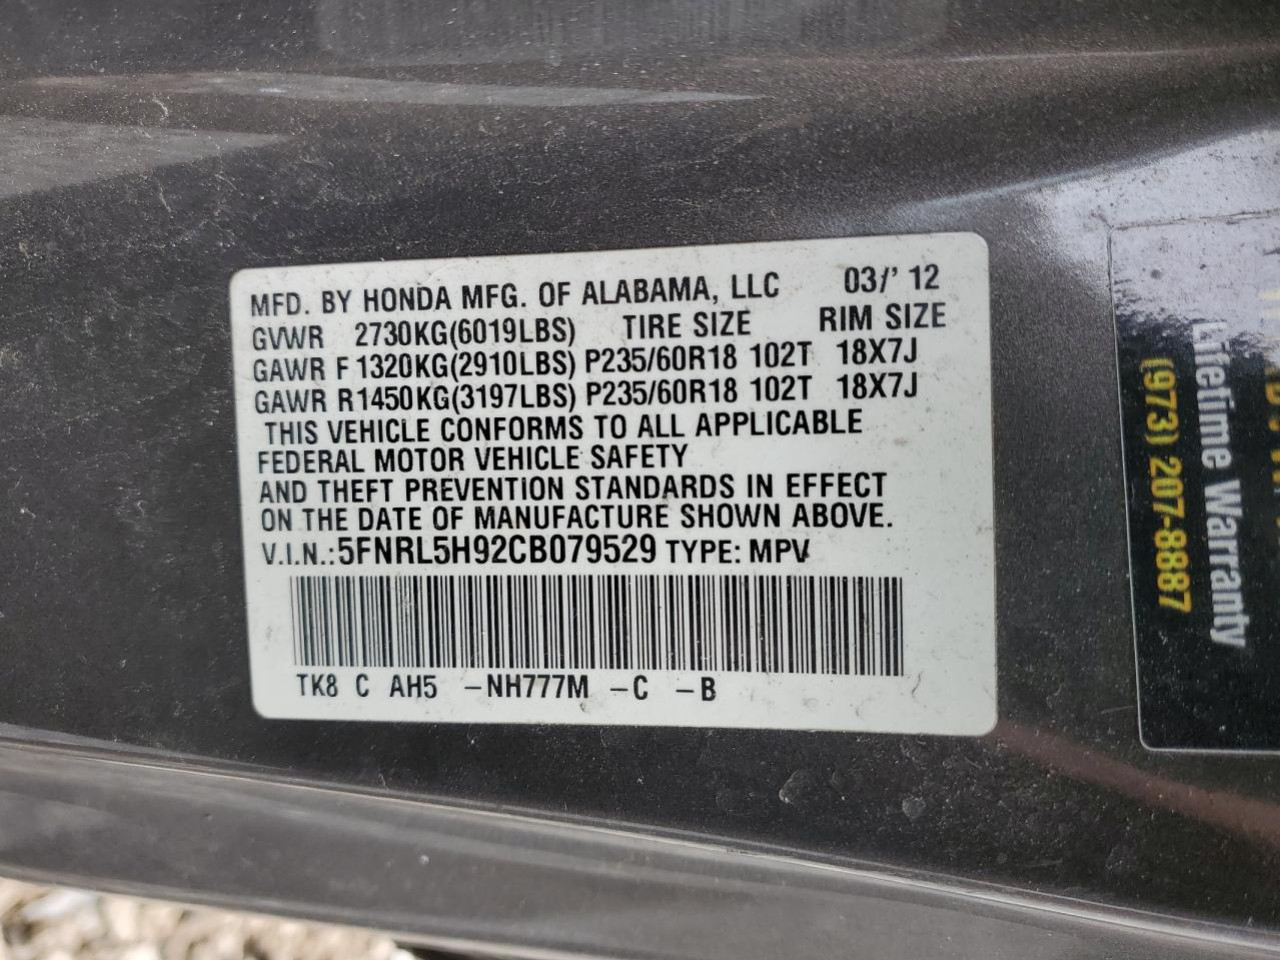 MFD. BY HONDA MFG. OF ALABAMA, LLC 03/' 12
GVWR 2730KG(6019LBS) TIRE SIZE RIM SIZE
GAWR F 1320KG(2910LBS) P235/60R18 102T 18X7J
GAWR R1450KG(3197LBS) P235/60R18 102T 18X7J
THIS VEHICLE CONFORMS TO ALL APPLICABLE
FEDERAL MOTOR VEHICLE SAFETY
AND THEFT PREVENTION STANDARDS IN EFFECT
ON THE DATE OF MANUFACTURE SHOWN ABOVE.
V.I.N.:5FNRL5H92CB079529 TYPE: MPV
TK8 C AH5 -NH777M -C -B
Lifetime Warranty
(973) 207-8887